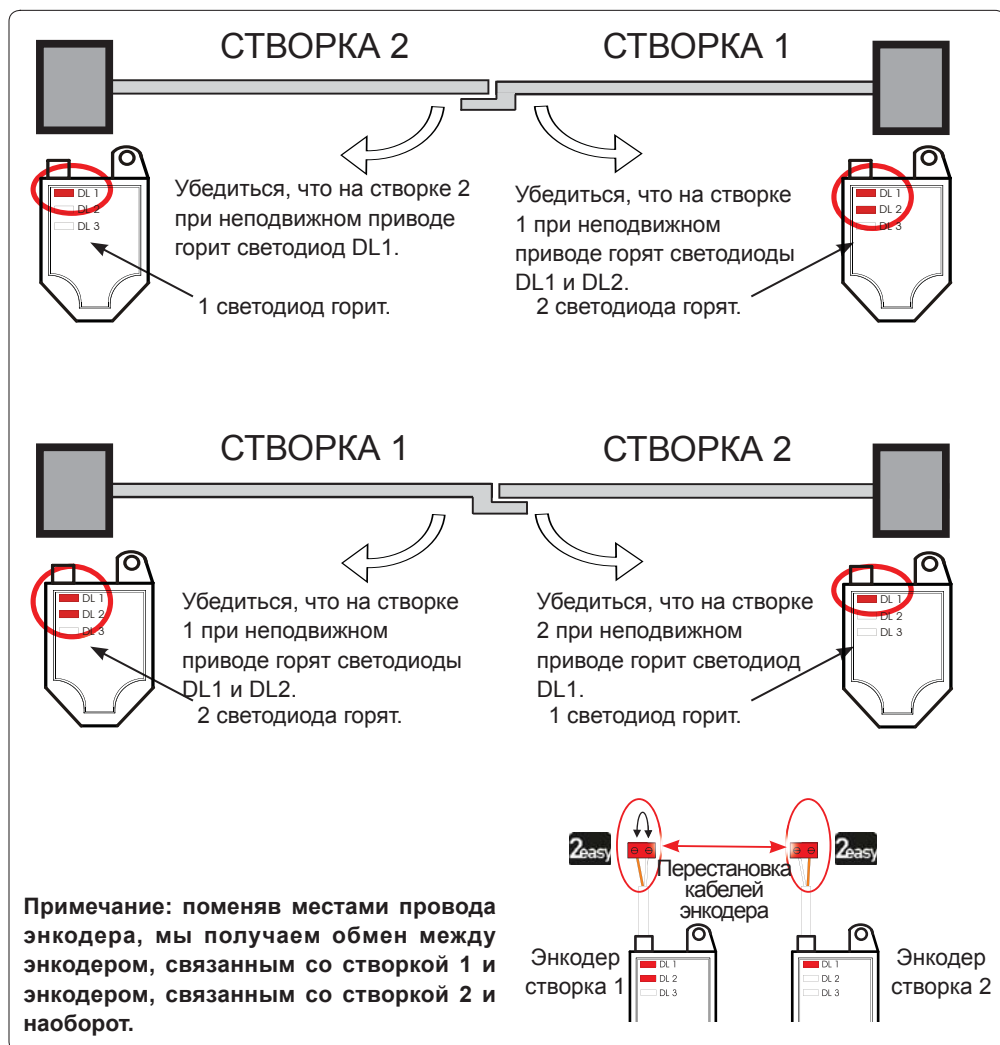 СТВОРКА 2
СТВОРКА 1
DL 1
DL 2
DL 3
Убедиться, что на створке 2
при неподвижном приводе
горит светодиод DL1.
1 светодиод горит.
Убедиться, что на створке
1 при неподвижном
приводе горят светодиоды
DL1 и DL2.
2 светодиода горят.
DL 1
DL 2
DL 3
СТВОРКА 1
СТВОРКА 2
DL 1
DL 2
DL 3
Убедиться, что на створке
1 при неподвижном
приводе горят светодиоды
DL1 и DL2.
2 светодиода горят.
Убедиться, что на створке
2 при неподвижном
приводе горит светодиод
DL1.
1 светодиод горит.
DL 1
DL 2
DL 3
2easy
2easy
Перестановка
кабелей
энкодера
Примечание: поменяв местами провода
энкодера, мы получаем обмен между
энкодером, связанным со створкой 1 и
энкодером, связанным со створкой 2 и
наоборот.
Энкодер
створка 1
DL 1
DL 2
DL 3
DL 1
DL 2
DL 3
Энкодер
створка 2